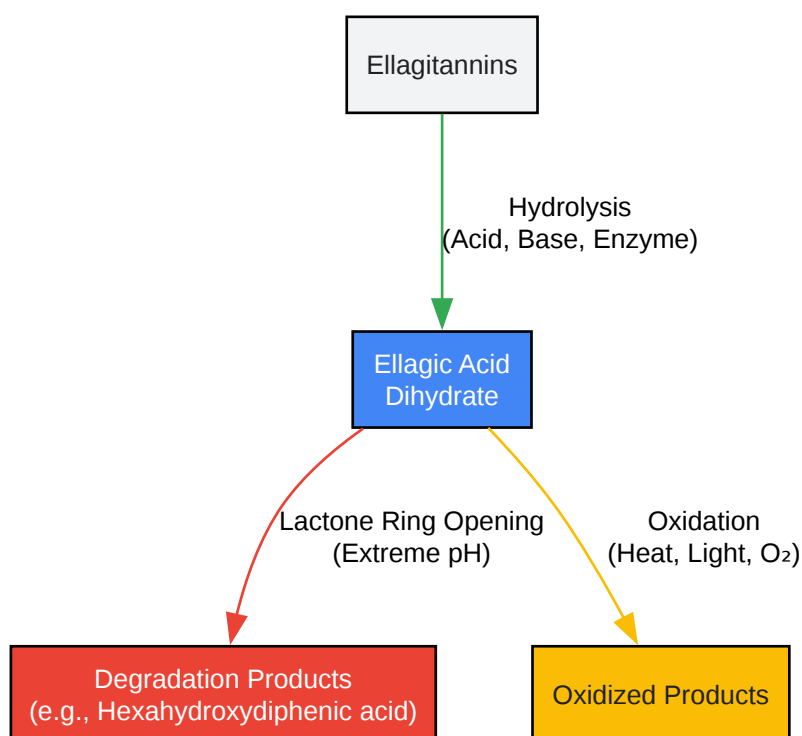 Ellagitannins
Hydrolysis
(Acid, Base, Enzyme)
Ellagic Acid
Dihydrate
Lactone Ring Opening
(Extreme pH)
Oxidation
(Heat, Light, O₂)
Degradation Products
(e.g., Hexahydroxydiphenic acid)
Oxidized Products